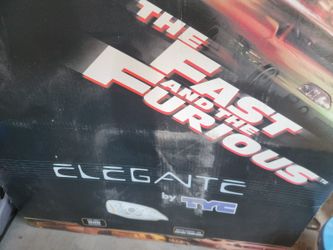 THE
FAST
AND THE
FURIOUS
ELEGANTE
by TYC